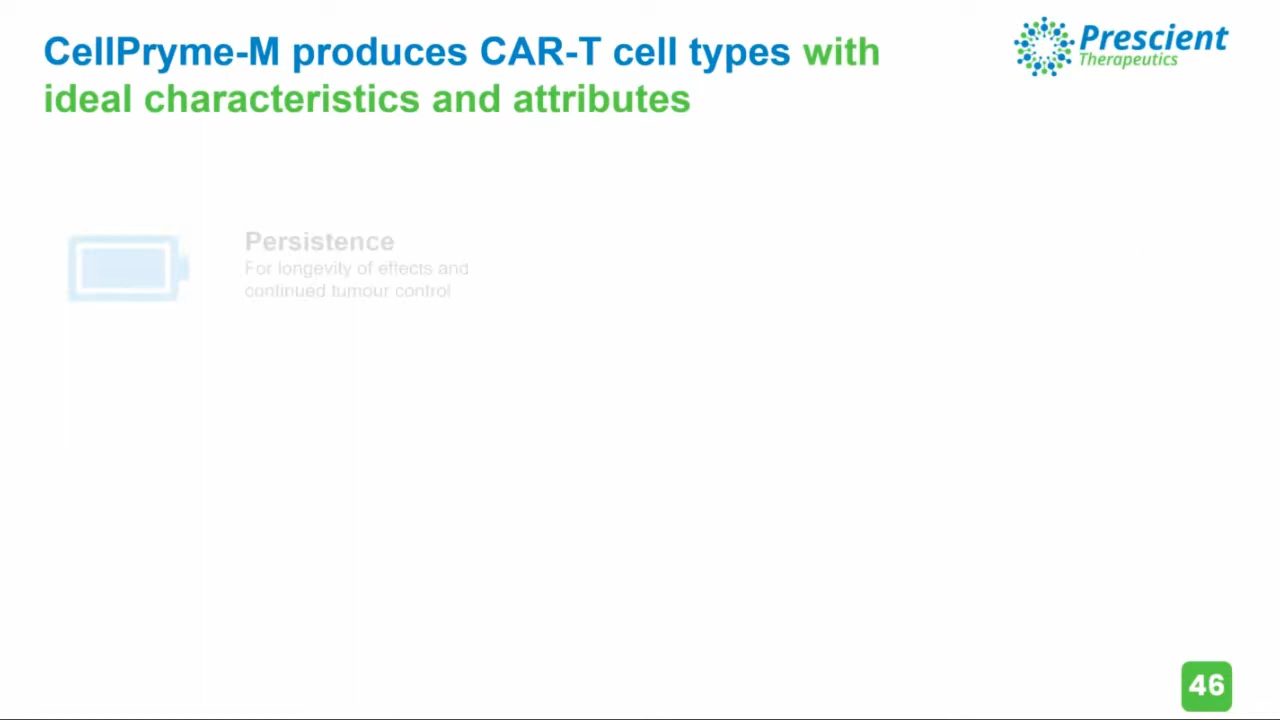 CellPryme-M produces CAR-T cell types with
ideal characteristics and attributes
Prescient
Therapeutics
Persistence
For longevity of effects and
continued tumour control
46